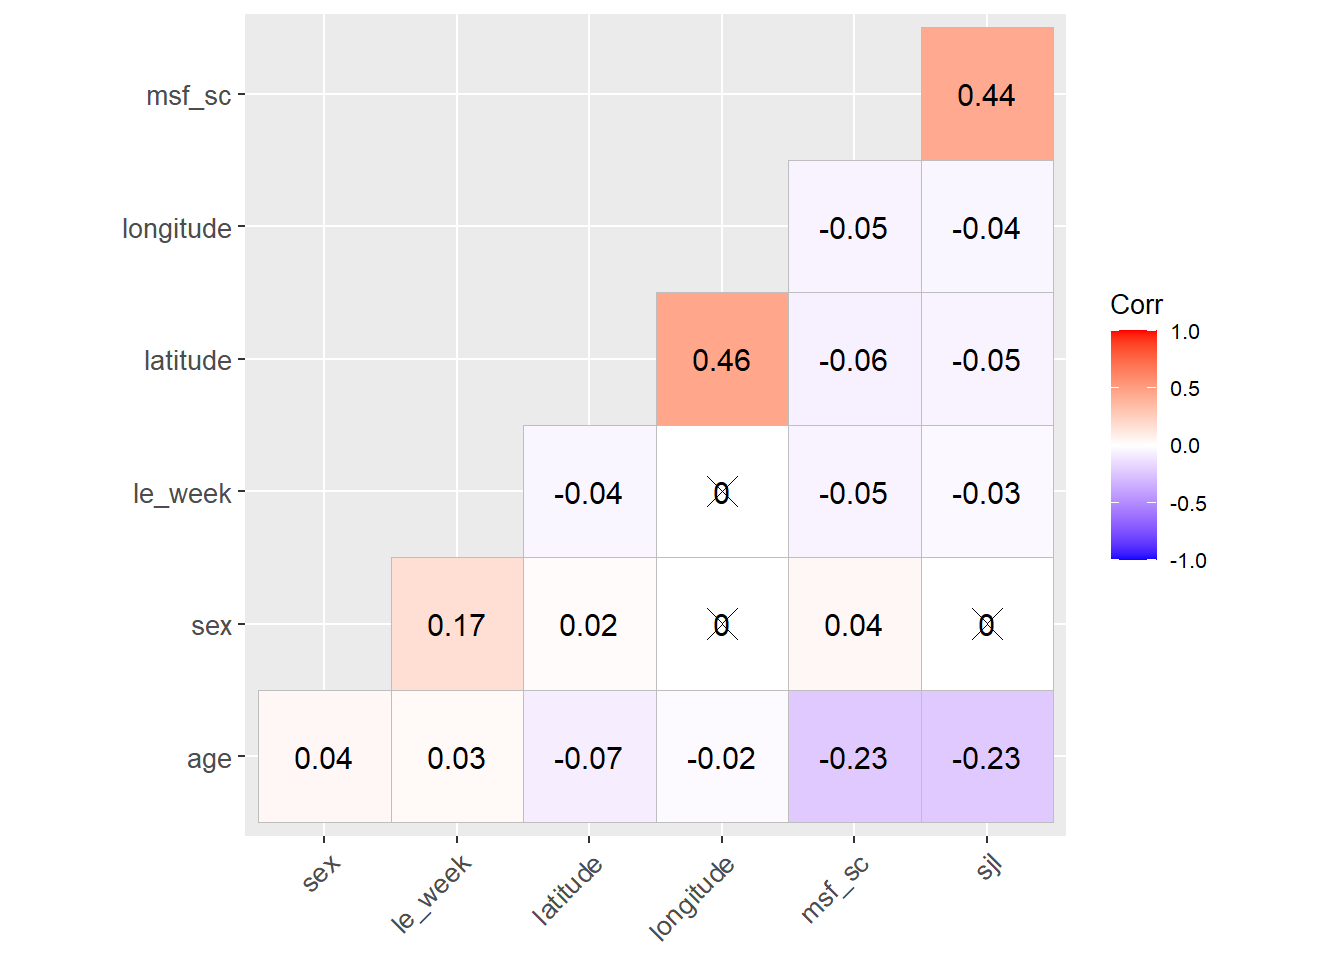 msf_sc 0.44
longitude -0.05 -0.04
Corr
latitude 0.46 -0.06 -0.05
le_week -0.04 0 -0.05 -0.03
sex 0.17 0.02 0 0.04 0
age 0.04 0.03 -0.07 -0.02 -0.23 -0.23
sex le_week latitude longitude msf_sc sjl
1.0
0.5
0.0
-0.5
-1.0